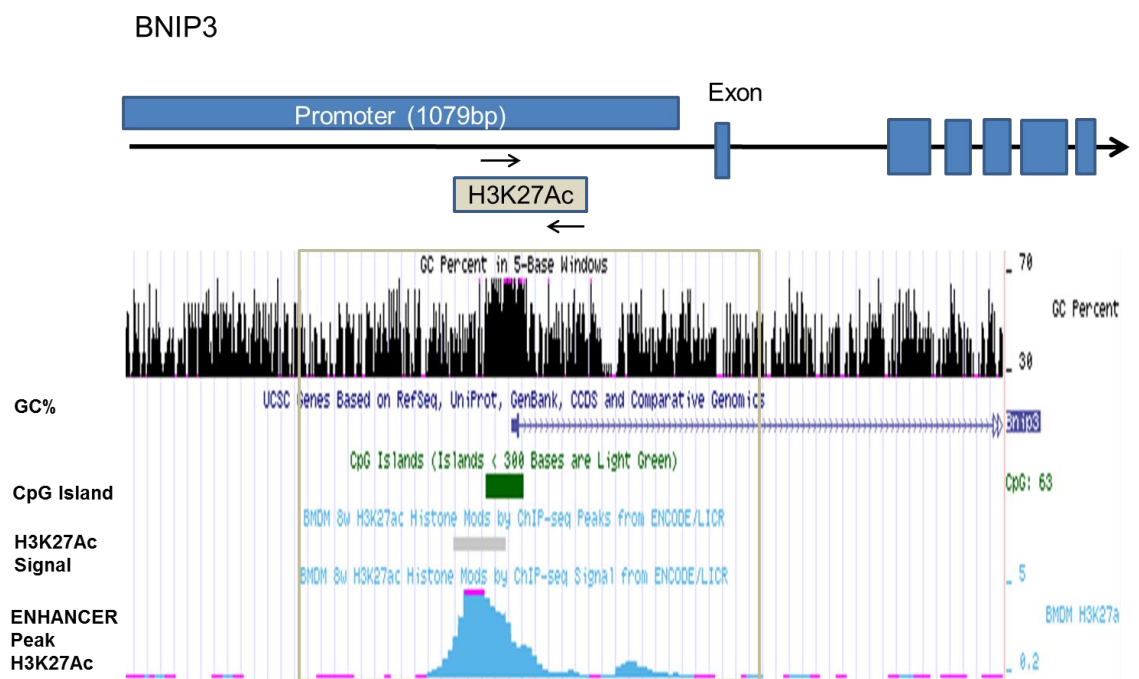 BNIP3
Exon
Promoter (1079bp)
H3K27Ac
GC Percent in 5-Base Windows
70
GC Percent
30
GC%
UCSC Genes Based on RefSeq, UniProt, GenBank, CCDS and Comparative Genomics
Bnip3
CpG Islands (Islands < 300 Bases are Light Green)
CpG Island
CpG: 63
BMDM 8w H3K27ac Histone Mods by ChIP-seq Peaks from ENCODE/LICR
H3K27Ac
Signal
BMDM 8w H3K27ac Histone Mods by ChIP-seq Signal from ENCODE/LICR
5
ENHANCER
Peak
H3K27Ac
BMDM H3K27a
0.2